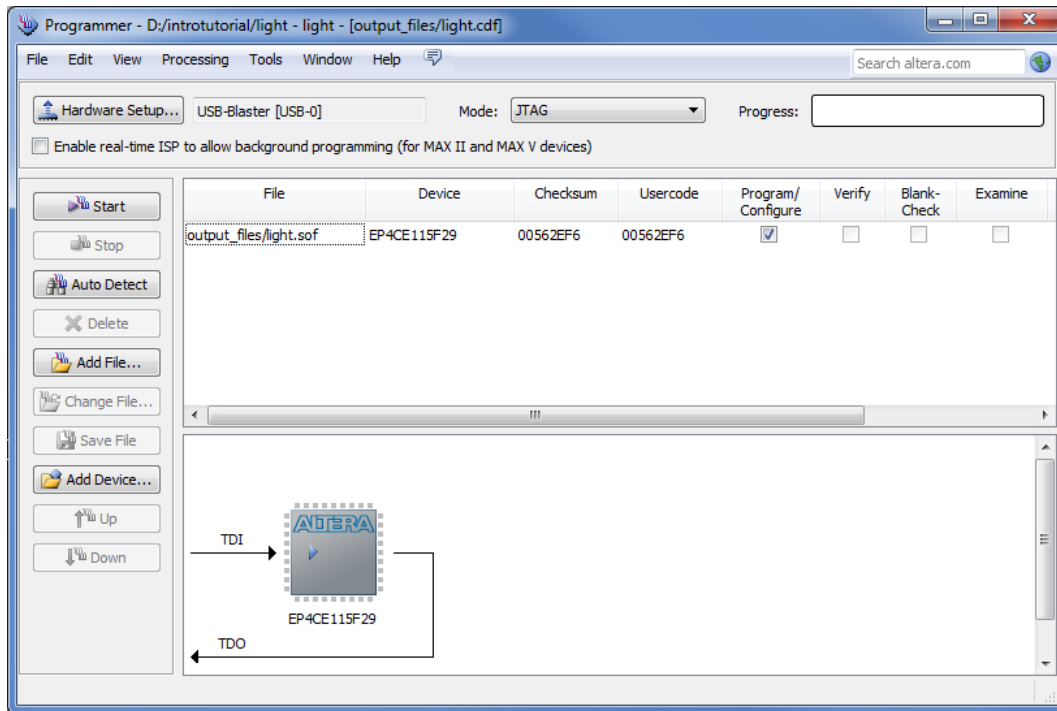 Programmer - D:/introtutorial/light - light - [output_files/light.cdf]
File Edit View Processing Tools Window Help
Search altera.com
Hardware Setup... USB-Blaster [USB-0] Mode: JTAG Progress:
Enable real-time ISP to allow background programming (for MAX II and MAX V devices)
Start
Stop
Auto Detect
Delete
Add File...
Change File...
Save File
Add Device...
Up
Down
File Device Checksum Usercode Program/ Verify Blank- Examine
Configure Check
output_files/light.sof EP4CE115F29 00562EF6 00562EF6
ALTERA
TDI
EP4CE115F29
TDO